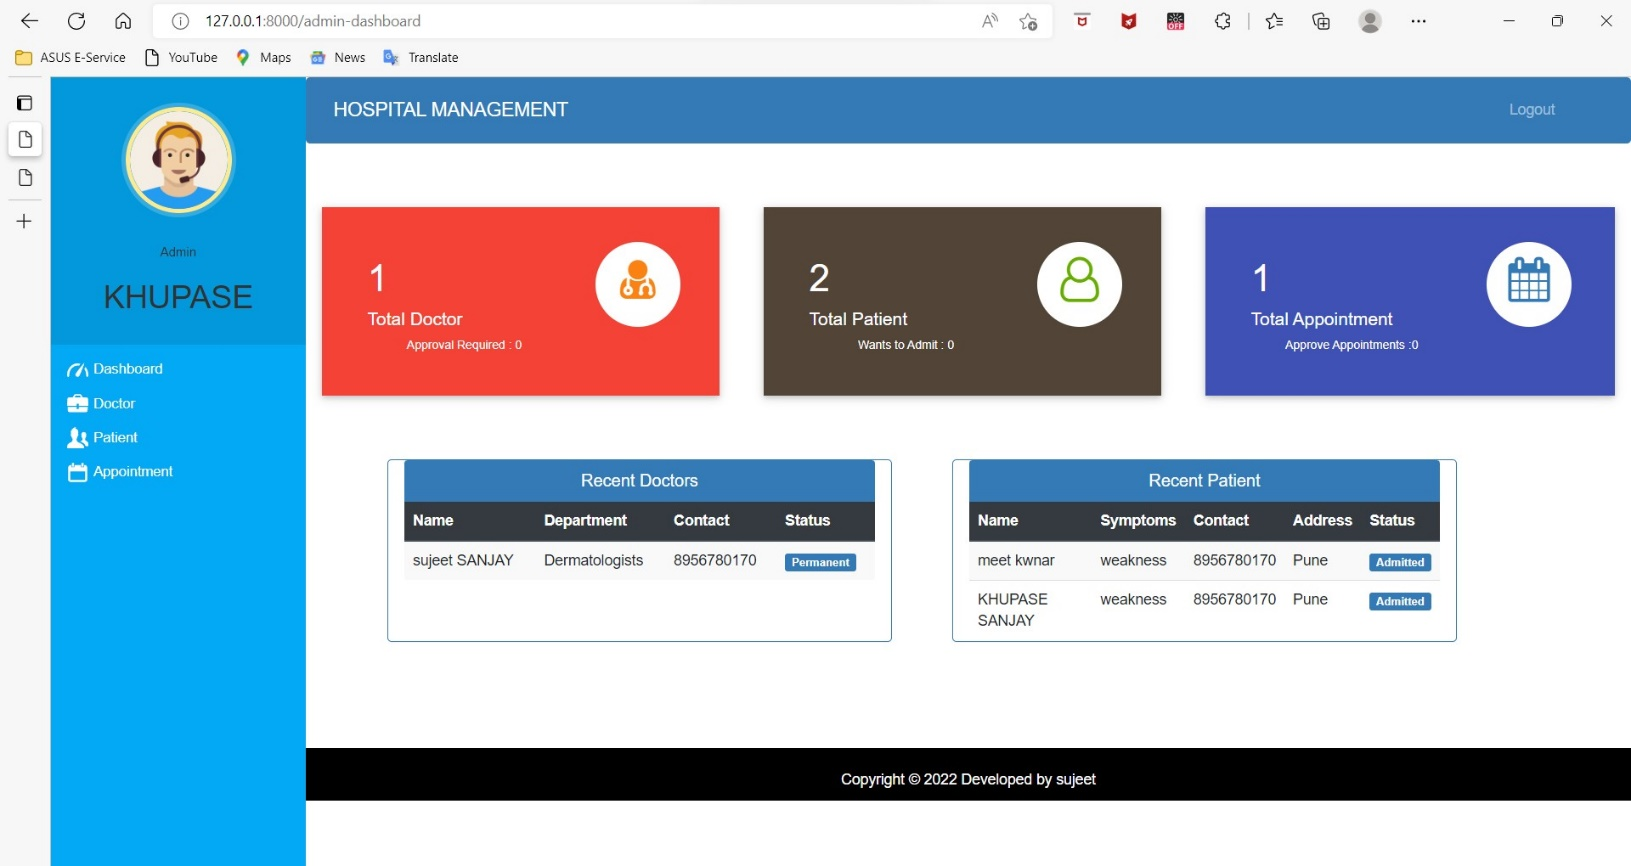 127.0.0.1:8000/admin-dashboard
OFF
ASUS E-Service YouTube Maps News Translate
HOSPITAL MANAGEMENT
Logout
Admin
KHUPASE
Dashboard
Doctor
Patient
Appointment
1
Total Doctor
Approval Required : 0
2
Total Patient
Wants to Admit : 0
1
Total Appointment
Approve Appointments :0
Recent Doctors
Name Department Contact Status
sujeet SANJAY Dermatologists 8956780170 Permanent
Recent Patient
Name Symptoms Contact Address Status
meet kwnar weakness 8956780170 Pune Admitted
KHUPASE weakness 8956780170 Pune Admitted
SANJAY
Copyright © 2022 Developed by sujeet